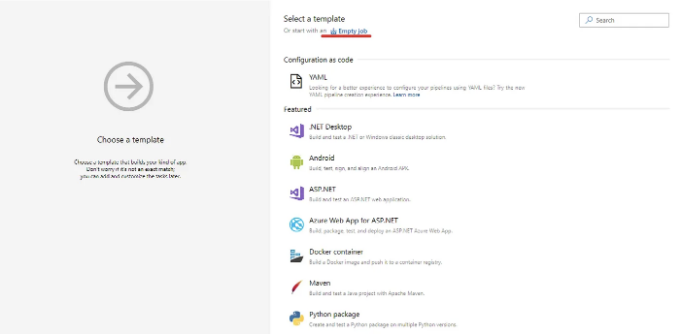 Choose a template
Choose a template that builds your kind of app.
Don't worry if it's not an exact match;
you can add and customize the tasks later.
Select a template
Or start with an Empty job
Search
Configuration as code
YAML
Looking for a better experience to configure your pipelines using YAML files? Try the new
YAML pipeline creation experience. Learn more
Featured
.NET Desktop
Build and test a .NET or Windows classic desktop solution.
Android
Build, test, sign, and align an Android APK.
ASP.NET
Build and test an ASP.NET web application.
Azure Web App for ASP.NET
Build, package, test, and deploy an ASP.NET Azure Web App.
Docker container
Build a Docker image and push it to a container registry.
Maven
Build and test a Java project with Apache Maven.
Python package
Create and test a Python package on multiple Python versions.